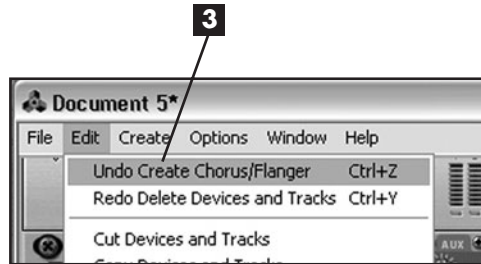 3
Document 5*
File Edit Create Options Window Help
Undo Create Chorus/Flanger Ctrl+Z
Redo Delete Devices and Tracks Ctrl+Y
Cut Devices and Tracks
AUX